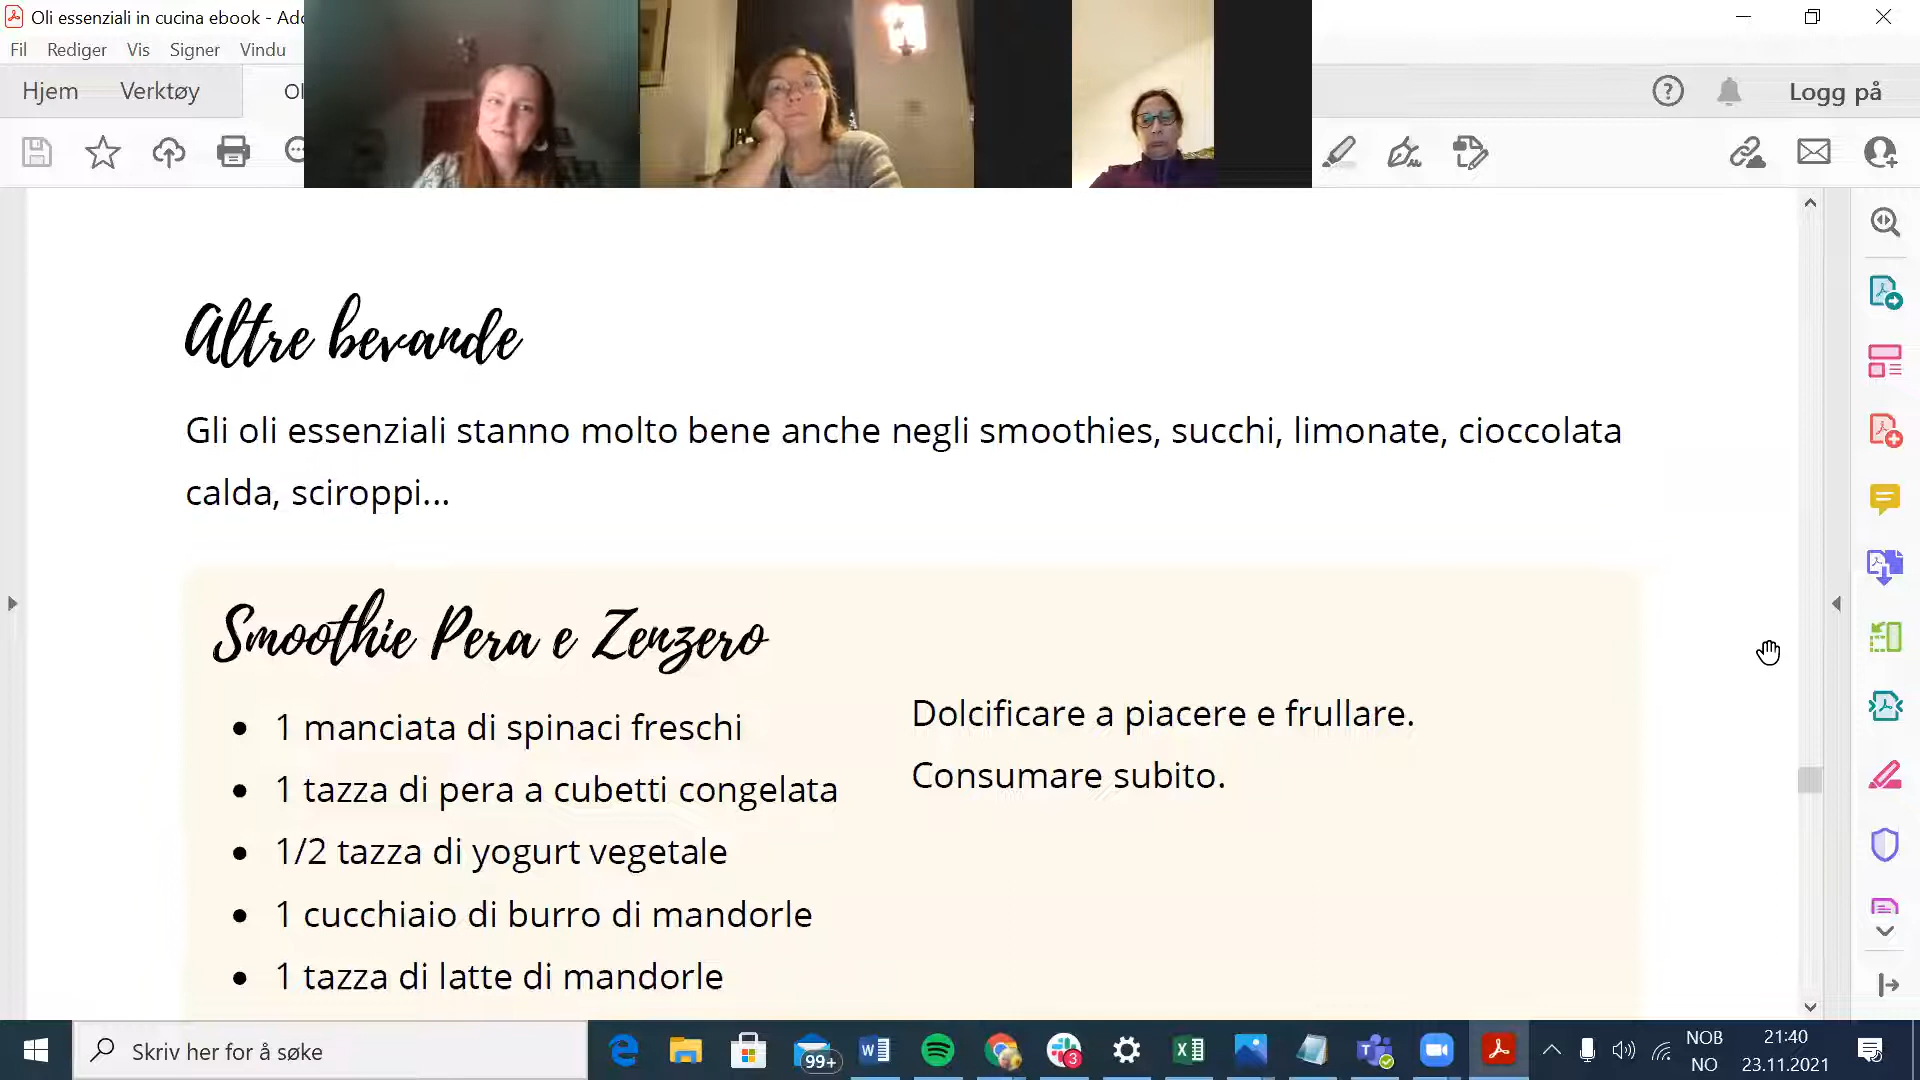 Oli essenziali in cucina ebook - Ado
Fil Rediger Vis Signer Vindu
Hjem Verktøy Ol
Logg på
Altre bevande
Gli oli essenziali stanno molto bene anche negli smoothies, succhi, limonate, cioccolata
calda, sciroppi...
Smoothie Pera e Zenzero
1 manciata di spinaci freschi
1 tazza di pera a cubetti congelata
1/2 tazza di yogurt vegetale
1 cucchiaio di burro di mandorle
1 tazza di latte di mandorle
Dolcificare a piacere e frullare.
Consumare subito.
Skriv her for å søke
99+
3
NOB
NO
21:40
23.11.2021